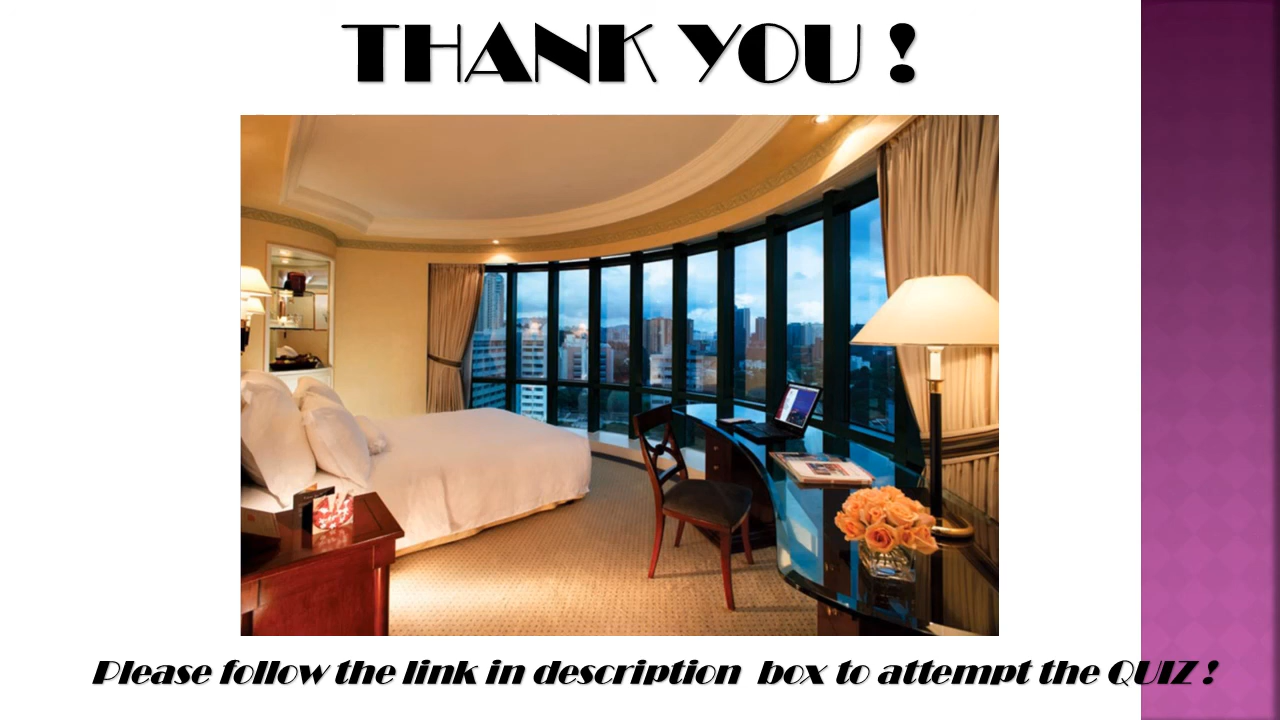 THANK YOU !
Please follow the link in description box to attempt the QUIZ !